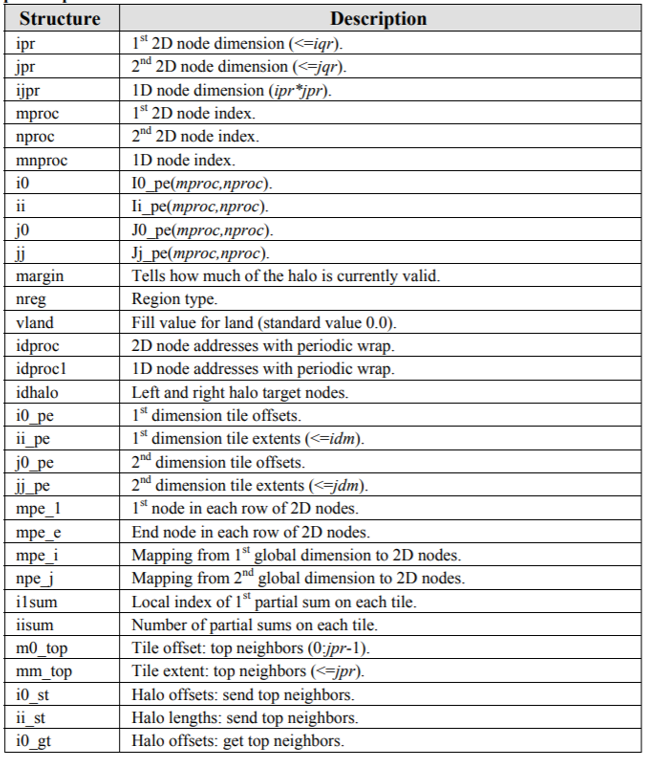 Structure Description
ipr 1st 2D node dimension (<=iqr).
jpr 2nd 2D node dimension (<=jqr).
ijpr 1D node dimension (ipr*jpr).
mproc 1st 2D node index.
nproc 2nd 2D node index.
mnproc 1D node index.
i0 I0_pe(mproc,nproc).
ii Ii_pe(mproc,nproc).
j0 J0_pe(mproc,nproc).
jj Jj_pe(mproc,nproc).
margin Tells how much of the halo is currently valid.
nreg Region type.
vland Fill value for land (standard value 0.0).
idproc 2D node addresses with periodic wrap.
idproc1 1D node addresses with periodic wrap.
idhalo Left and right halo target nodes.
i0_pe 1st dimension tile offsets.
ii_pe 1st dimension tile extents (<=idm).
j0_pe 2nd dimension tile offsets.
jj_pe 2nd dimension tile extents (<=jdm).
mpe_1 1st node in each row of 2D nodes.
mpe_e End node in each row of 2D nodes.
mpe_i Mapping from 1st global dimension to 2D nodes.
npe_j Mapping from 2nd global dimension to 2D nodes.
i1sum Local index of 1st partial sum on each tile.
iisum Number of partial sums on each tile.
m0_top Tile offset: top neighbors (0:jpr-1).
mm_top Tile extent: top neighbors (<=jpr).
i0_st Halo offsets: send top neighbors.
ii_st Halo lengths: send top neighbors.
i0_gt Halo offsets: get top neighbors.